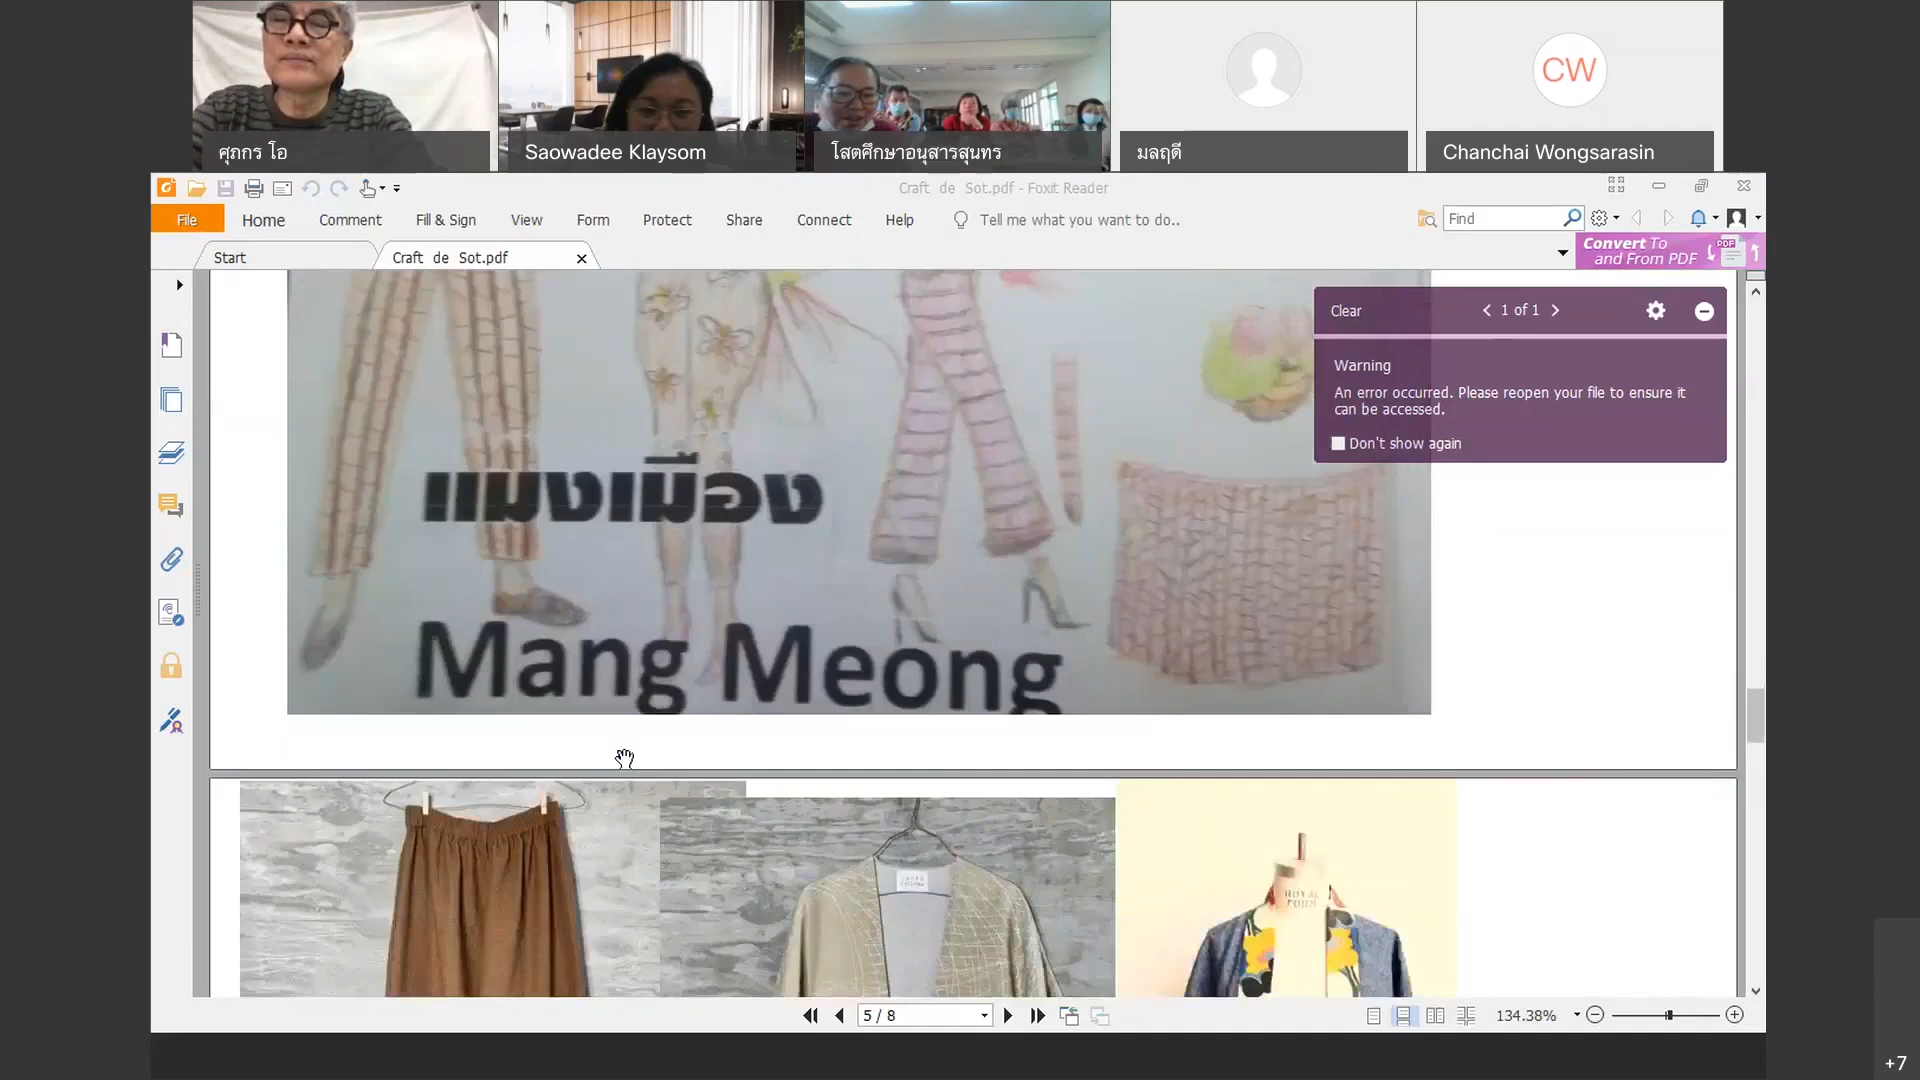 CW
ศุภกร โอ
Saowadee Klaysom
โสตศึกษาอนุสารสุนทร
มลฤดี
Chanchai Wongsarasin
Craft de Sot.pdf - Foxit Reader
File Home Comment Fill & Sign View Form Protect Share Connect Help Tell me what you want to do.. Find
Start
Craft de Sot.pdf
Convert To
and From PDF
PDF
Clear
1 of 1
Warning
An error occurred. Please reopen your file to ensure it
can be accessed.
Don't show again
แมงเมือง
Mang Meong
ROYAL
5 / 8
134.38%
+7